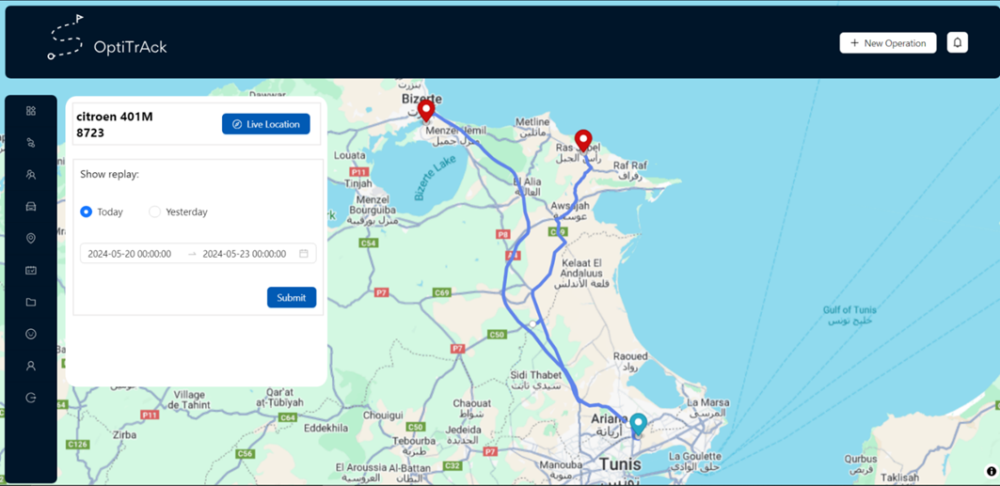 OptiTrAck
+ New Operation
citroen 401M
8723
Live Location
Show replay:
Today
Yesterday
2024-05-20 00:00:00 → 2024-05-23 00:00:00
Submit
بنزرت
Bizerte
Menzel Jemil
منزل جميل
Metline
ماتلين
Ras Jebel
رأس الجبل
Raf Raf
رفراف
Louata
P11
Tinjah
Bizerte Lake
El Alia
العالية
Menzel
Bourguiba
منزل بورقيبة
Awsajah
عوسجة
P8
C69
C54
A4
Kelaat El
Andaluus
قلعة الأندلس
P7
C69
Gulf of Tunis
خليج تونس
C50
P7
Raoued
رواد
Sidi Thabet
سيدي ثابت
Village
de Tahint
Qar'at
at-Tūbiyah
Chaouat
شواط
La Marsa
المرسى
Ariana
أريانة
P11
C64
Chouigui
Eddekhila
C50
Jedeida
الجديدة
Zirba
C126
Tebourba
طبربة
P7
La Goulette
حلق الوادي
C56
El Aroussia
العروسية
Al-Battan
البطان
C32
Manouba
منوبة
Tunis
تونس
Qurbus
قربص
Taklisah